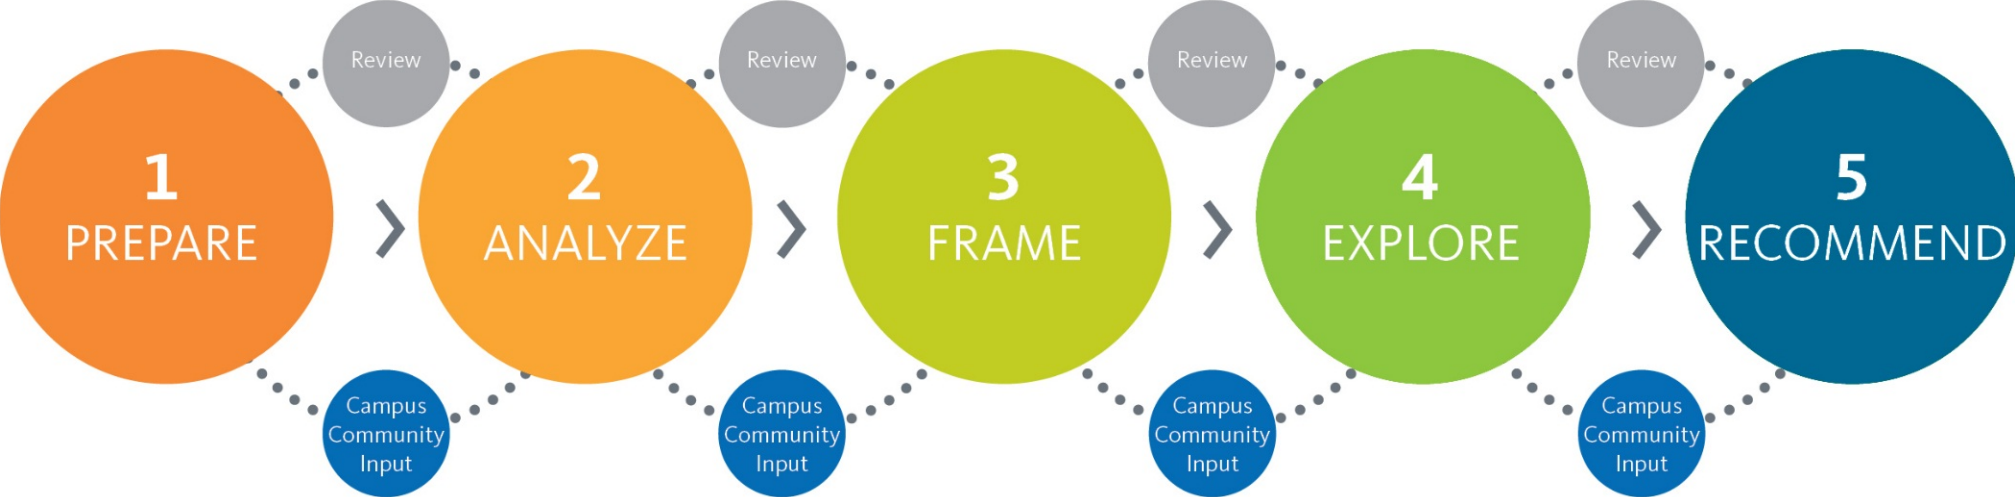 Review
Review
Review
Review
1
PREPARE
2
ANALYZE
3
FRAME
4
EXPLORE
5
RECOMMEND
Campus
Community
Input
Campus
Community
Input
Campus
Community
Input
Campus
Community
Input